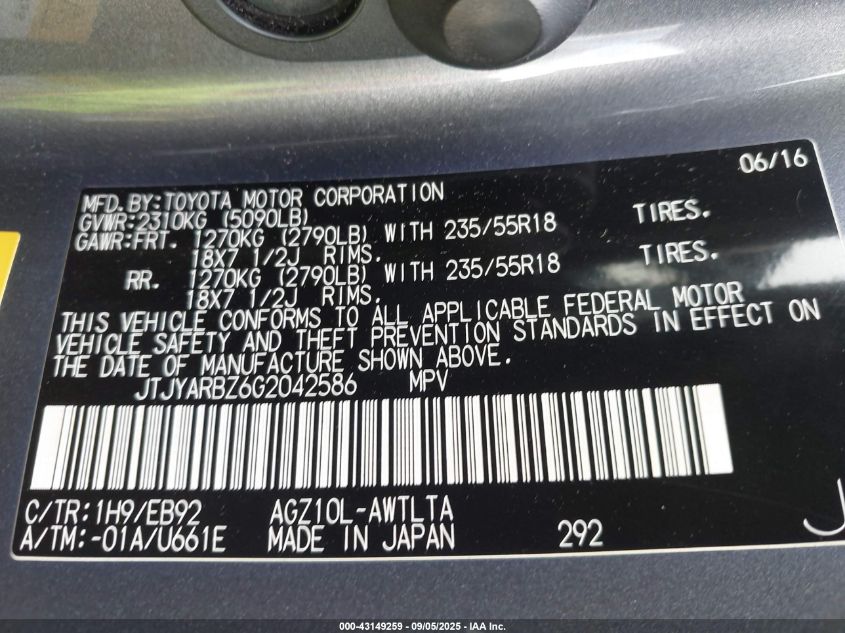 06/16
MFD.BY:TOYOTA MOTOR CORPORATION
GVWR:2310KG (5090LB)
GAWR:FRT. 1270KG (2790LB) WITH 235/55R18 TIRES.
18X7 1/2J RIMS.
RR. 1270KG (2790LB) WITH 235/55R18 TIRES.
18X7 1/2J RIMS.
THIS VEHICLE CONFORMS TO ALL APPLICABLE FEDERAL MOTOR
VEHICLE SAFETY AND THEFT PREVENTION STANDARDS IN EFFECT ON
THE DATE OF MANUFACTURE SHOWN ABOVE.
JTJYARBZ6G2042586 MPV
C/TR:1H9/EB92 AGZ10L-AWTLTA
A/TM:-01A/U661E MADE IN JAPAN 292
J
000-43149259 - 09/05/2025 - IAA Inc.